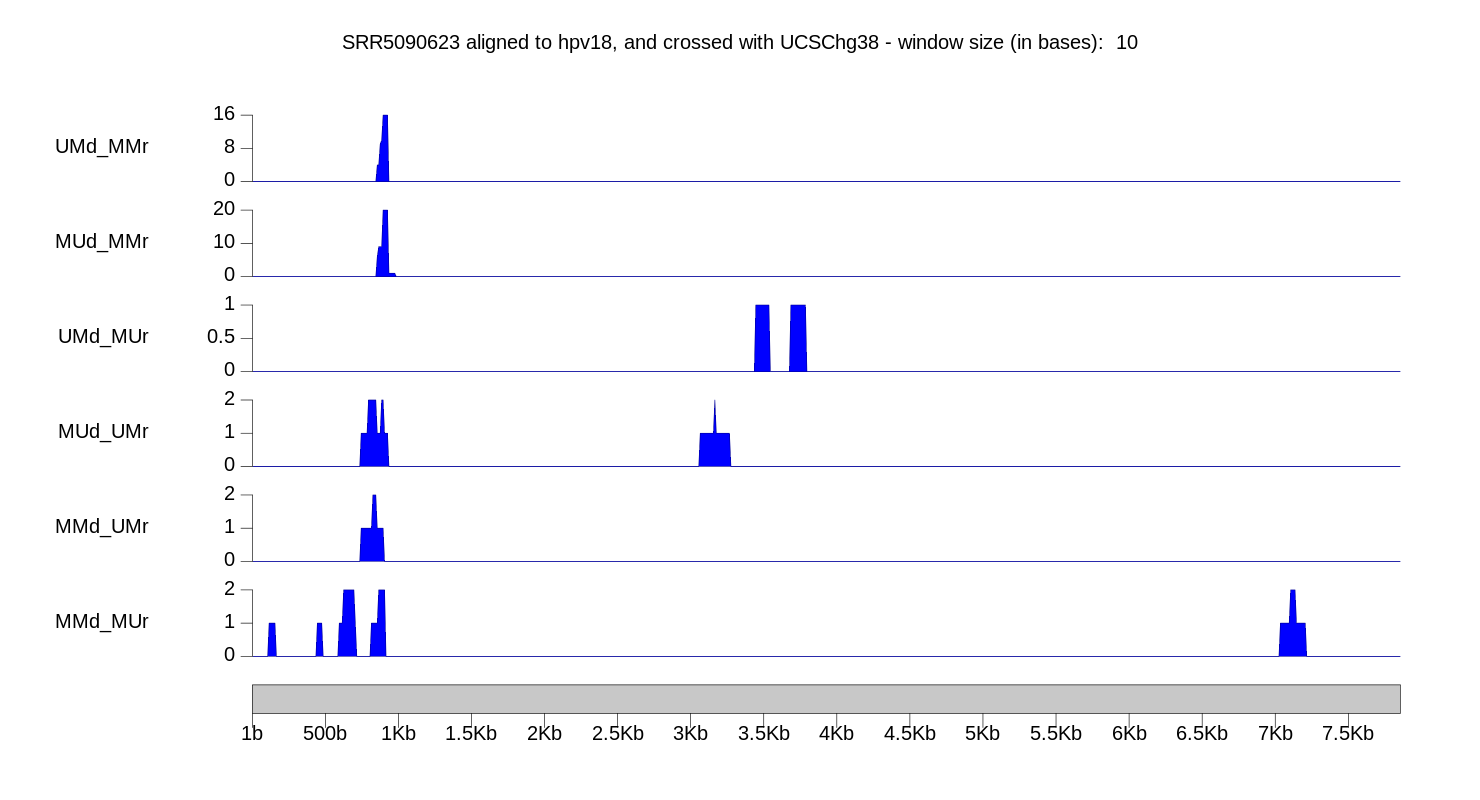 SRR5090623 aligned to hpv18, and crossed with UCSChg38 - window size (in bases):  10
16
UMd_MMr
8
0
20
MUd_MMr
10
0
1
UMd_MUr
0.5
0
2
MUd_UMr
1
0
2
MMd_UMr
1
0
2
MMd_MUr
1
0
1b 500b 1Kb 1.5Kb 2Kb 2.5Kb 3Kb 3.5Kb 4Kb 4.5Kb 5Kb 5.5Kb 6Kb 6.5Kb 7Kb 7.5Kb